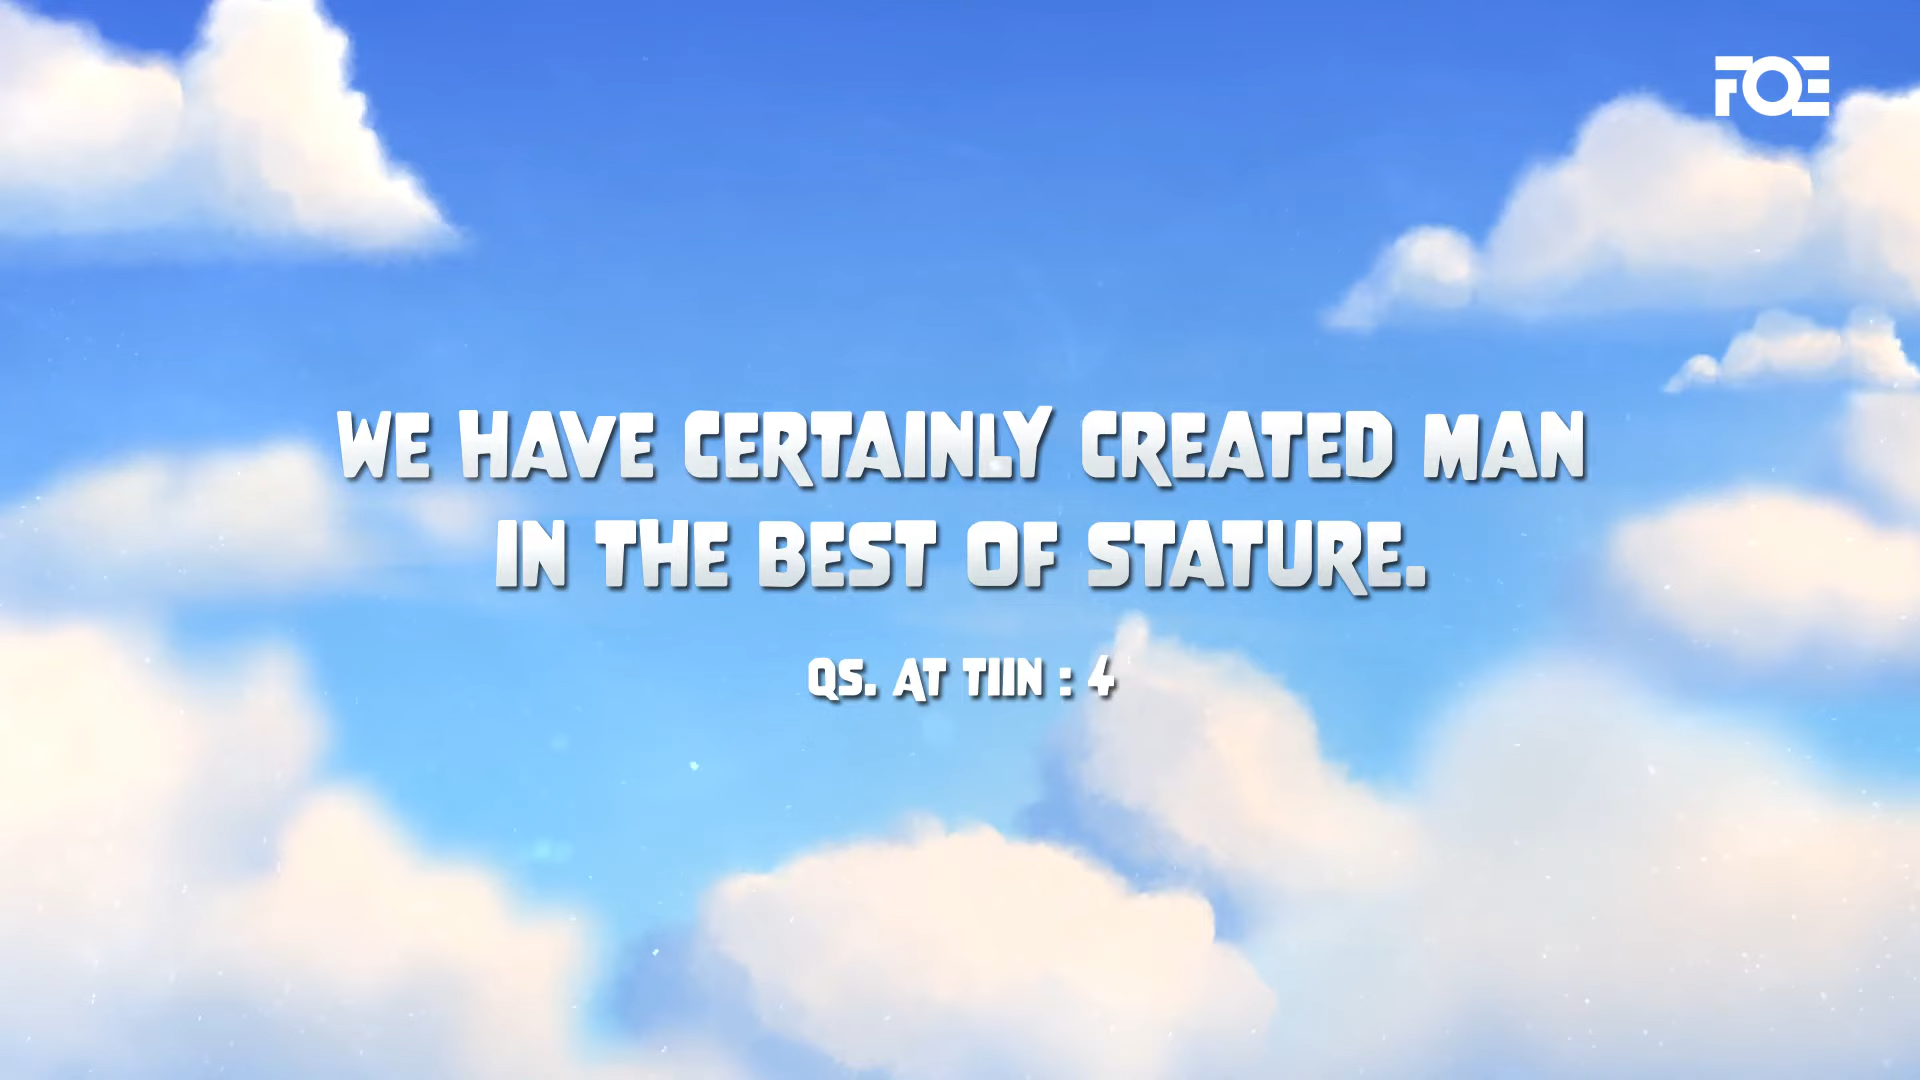 FOE
WE HAVE CERTAINLY CREATED MAN
IN THE BEST OF STATURE.
QS. AT TIIN : 4